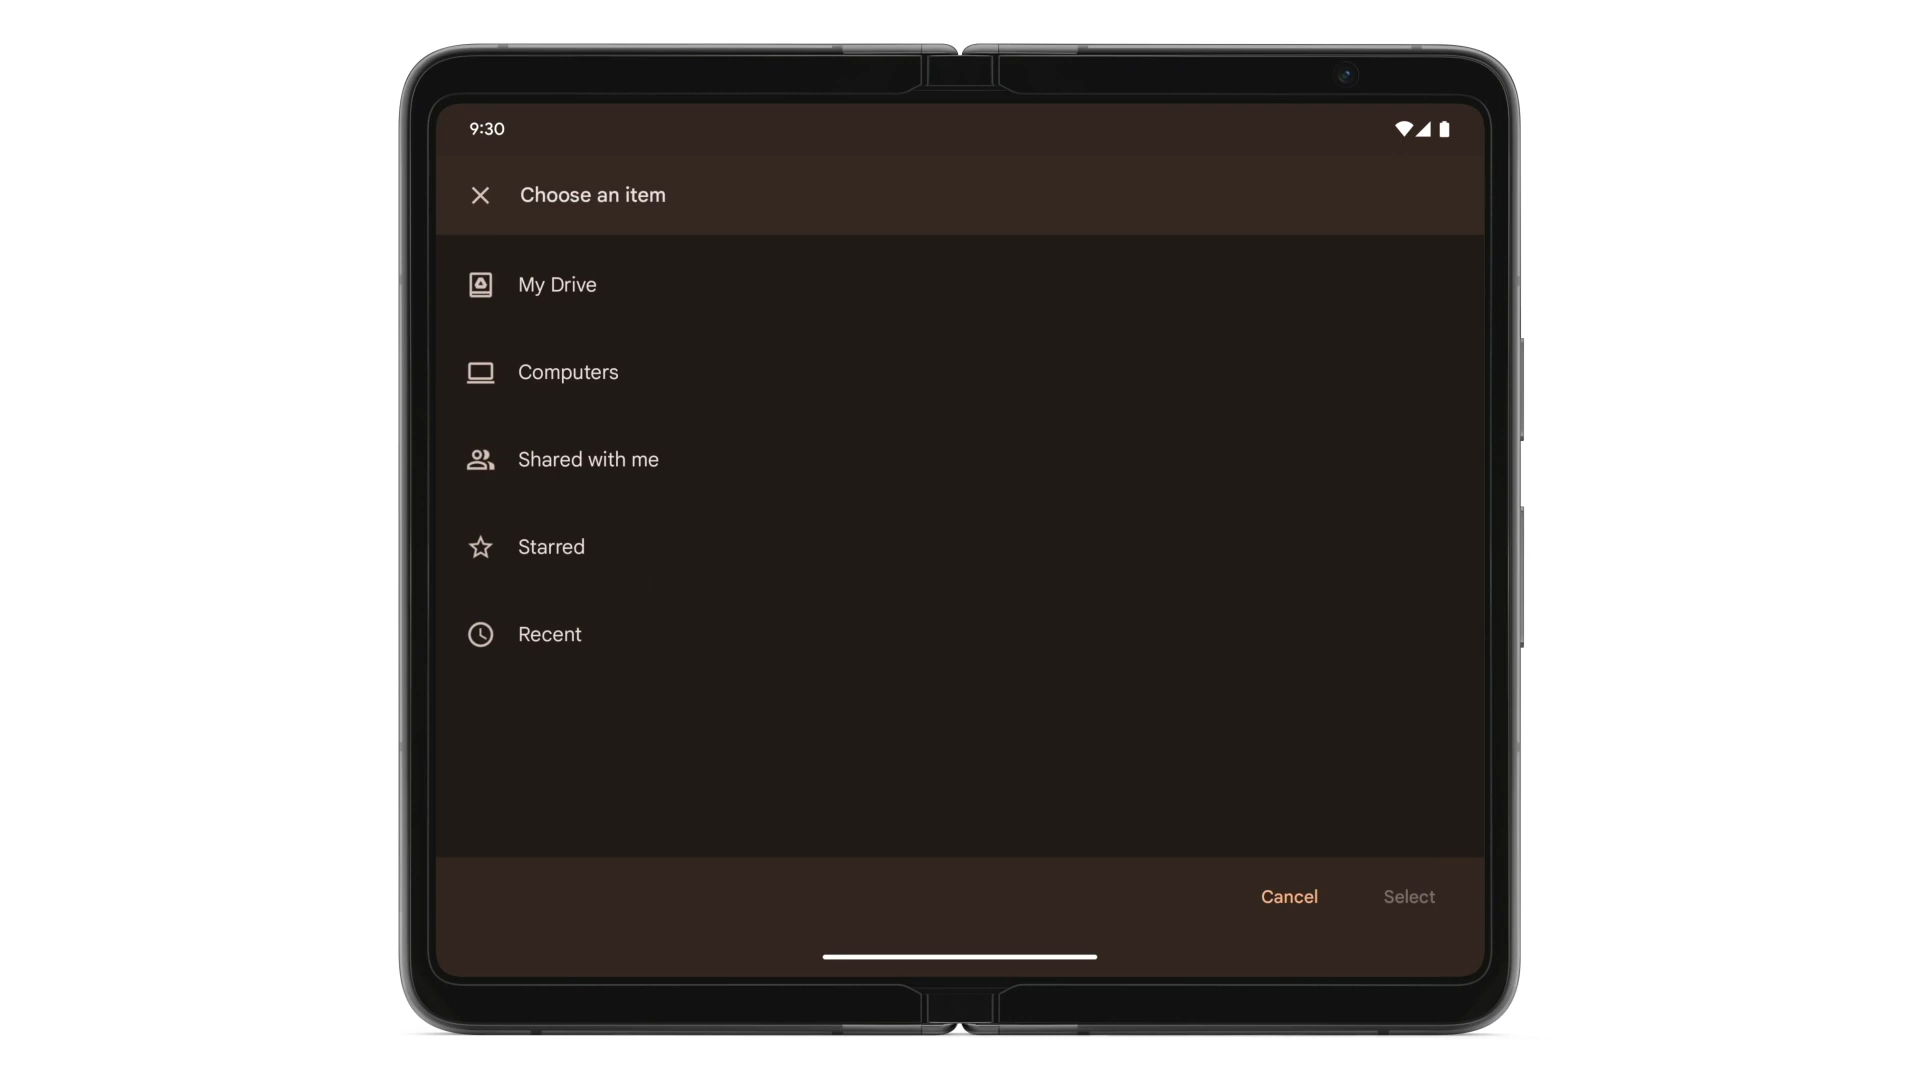 9:30
Choose an item
My Drive
Computers
Shared with me
Starred
Recent
Cancel Select